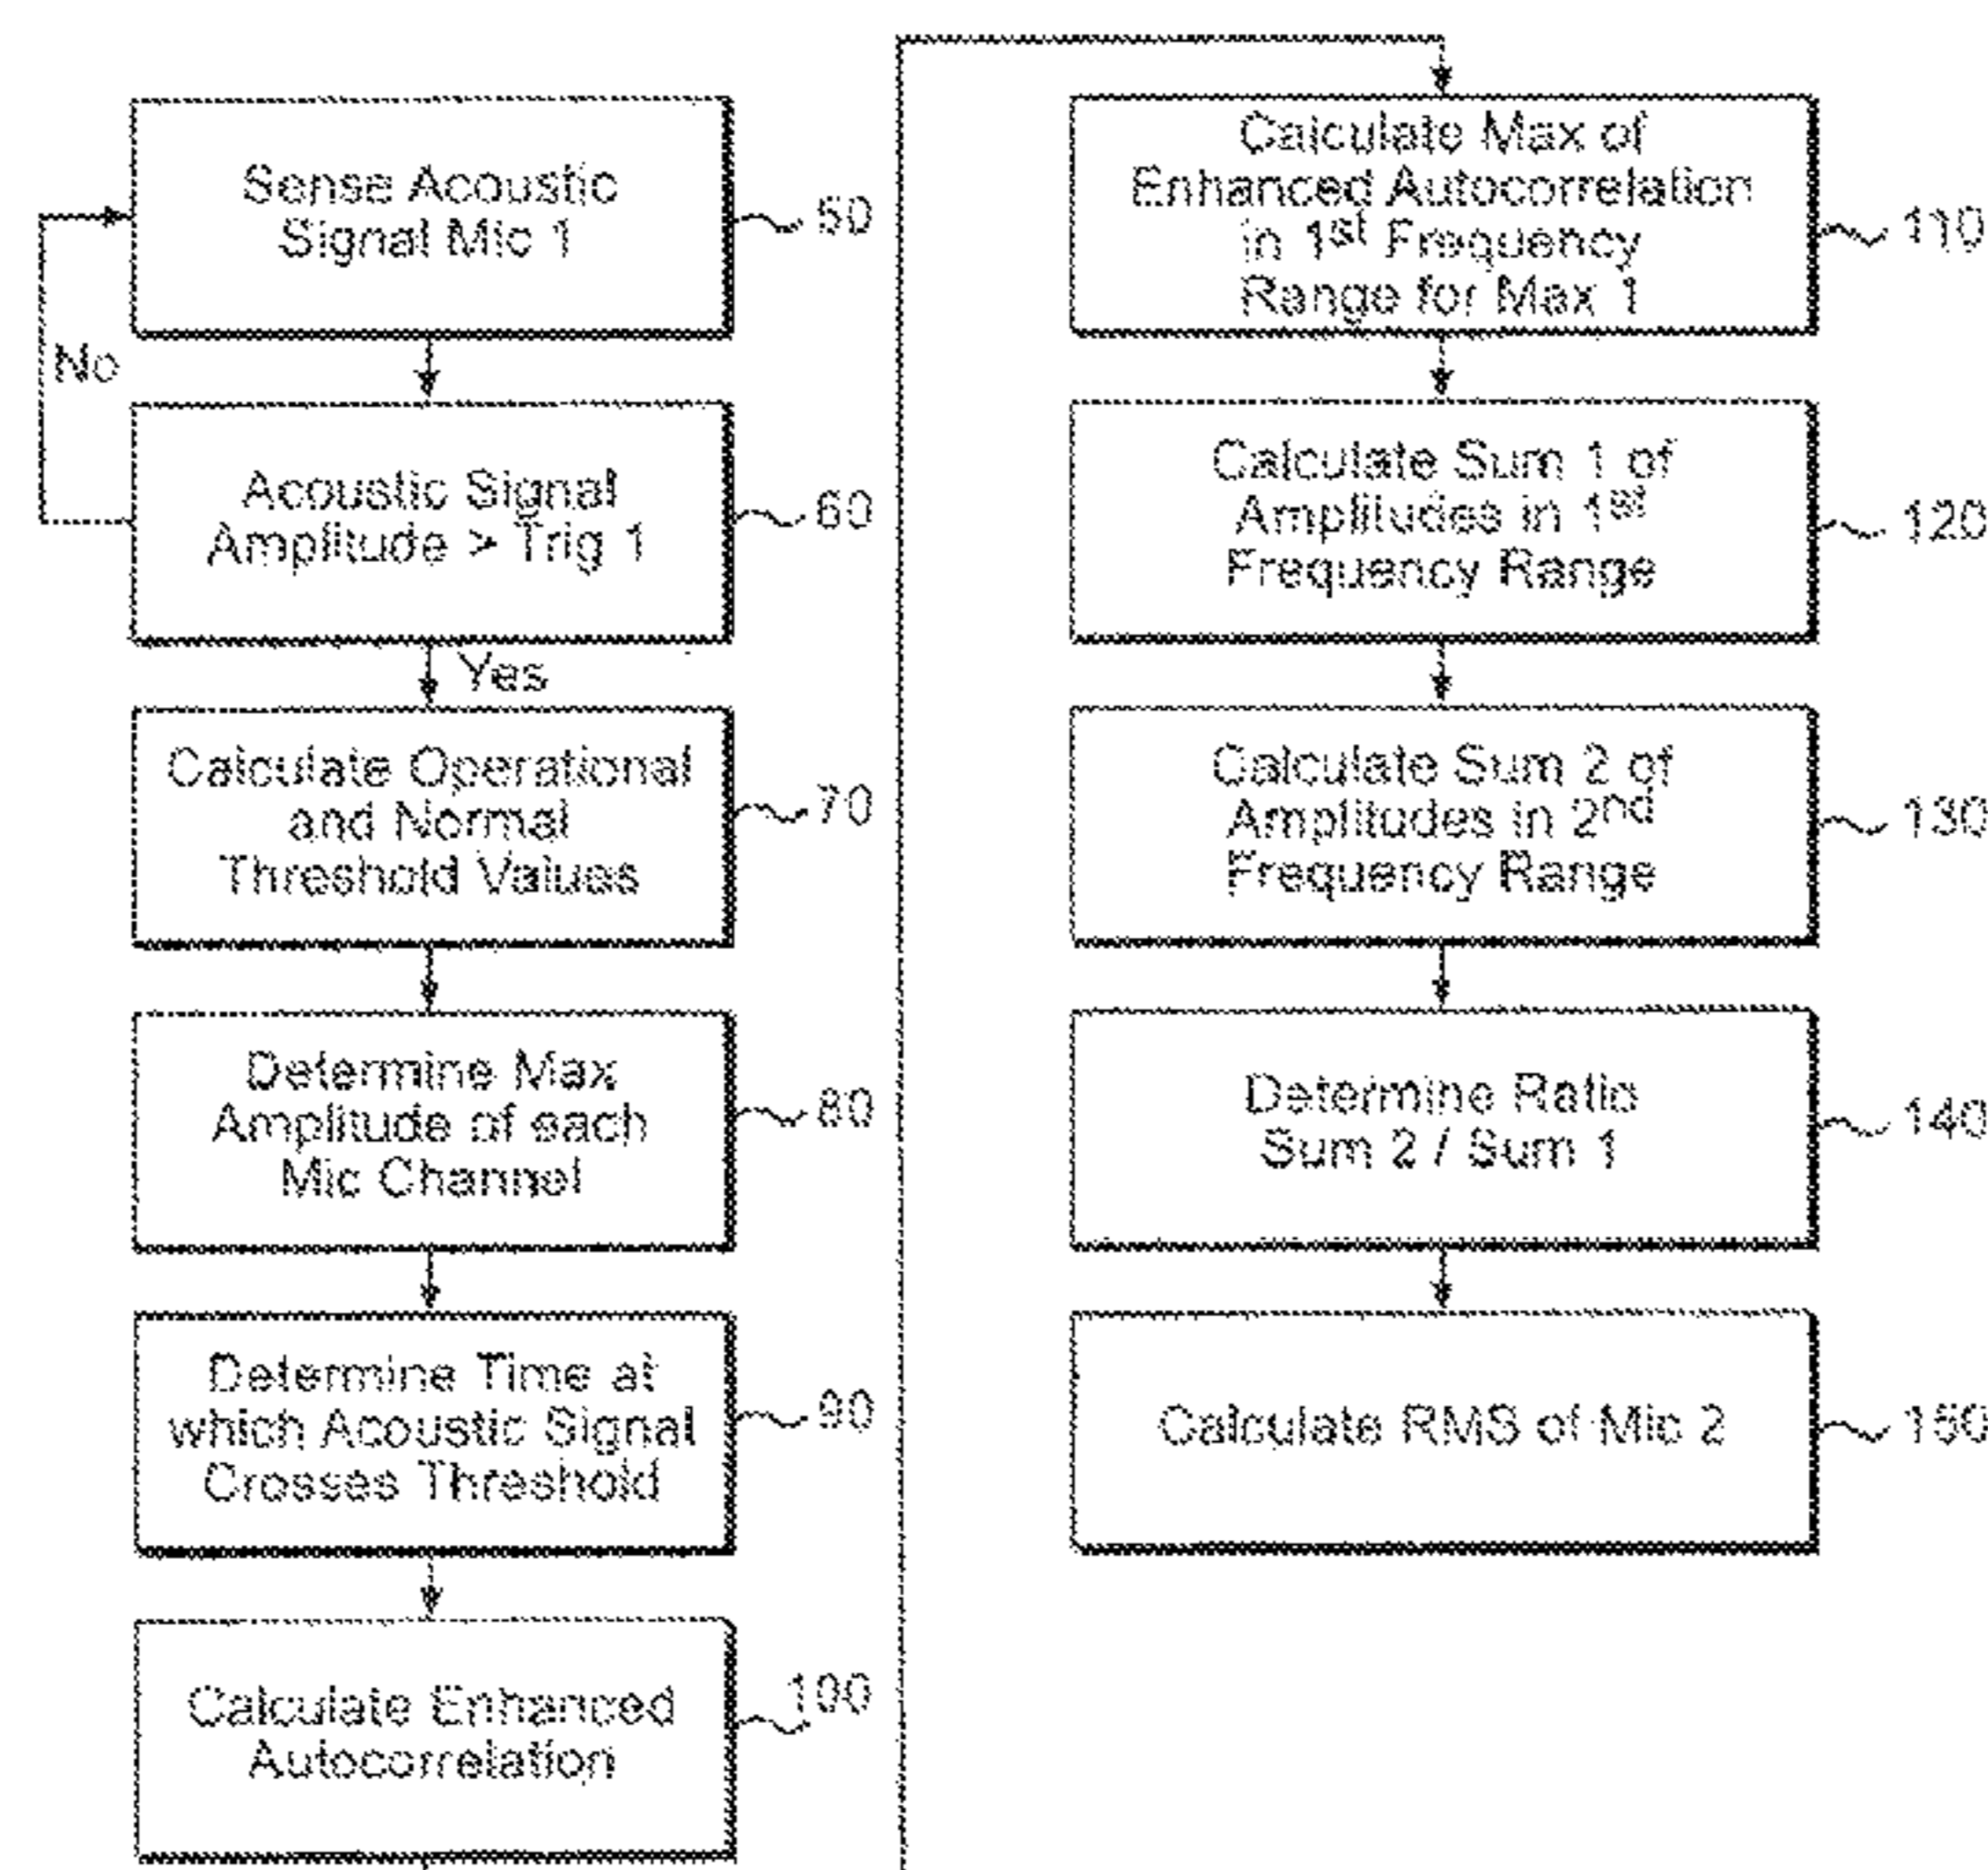 Sense Acoustic
Signal Mic 1
50
No
Acoustic Signal
Amplitude > Trig 1
60
Yes
Calculate Operational
and Normal
Threshold Values
70
Determine Max
Amplitude of each
Mic Channel
80
Determine Time at
which Acoustic Signal
Crosses Threshold
90
Calculate Enhanced
Autocorrelation
100
Calculate Max of
Enhanced Autocorrelation
in 1st Frequency
Range for Max 1
110
Calculate Sum 1 of
Amplitudes in 1st
Frequency Range
120
Calculate Sum 2 of
Amplitudes in 2nd
Frequency Range
130
Determine Ratio
Sum 2 / Sum 1
140
Calculate RMS of Mic 2
150